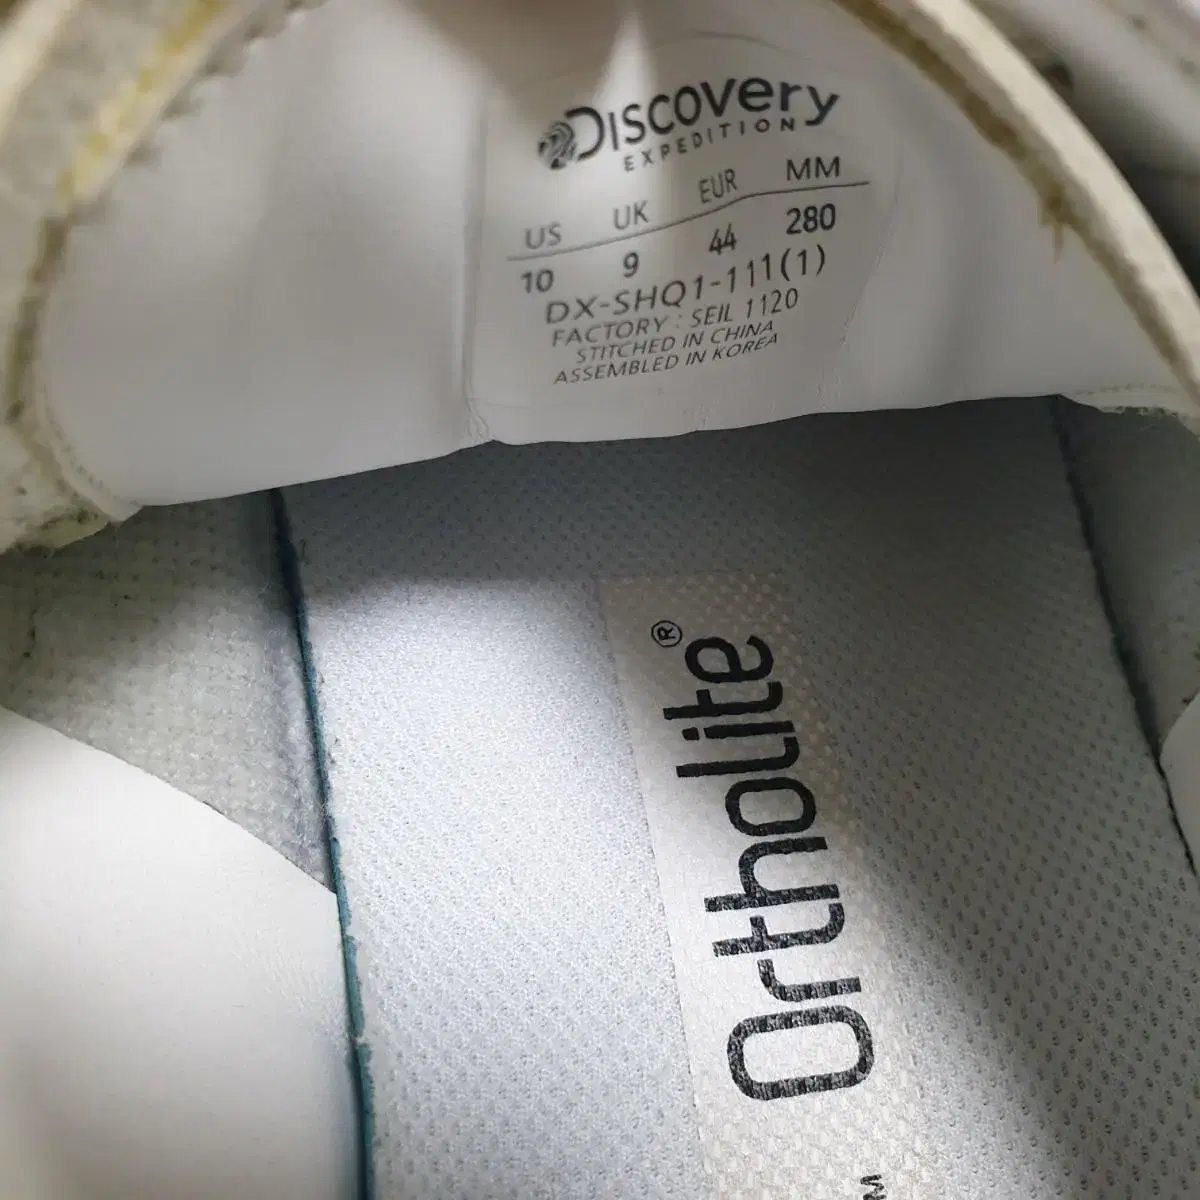 Discovery
EXPEDITION
US UK EUR MM
10 9 44 280
DX-SHQ1-111(1)
FACTORY : SEIL 1120
STITCHED IN CHINA
ASSEMBLED IN KOREA
Ortholite®